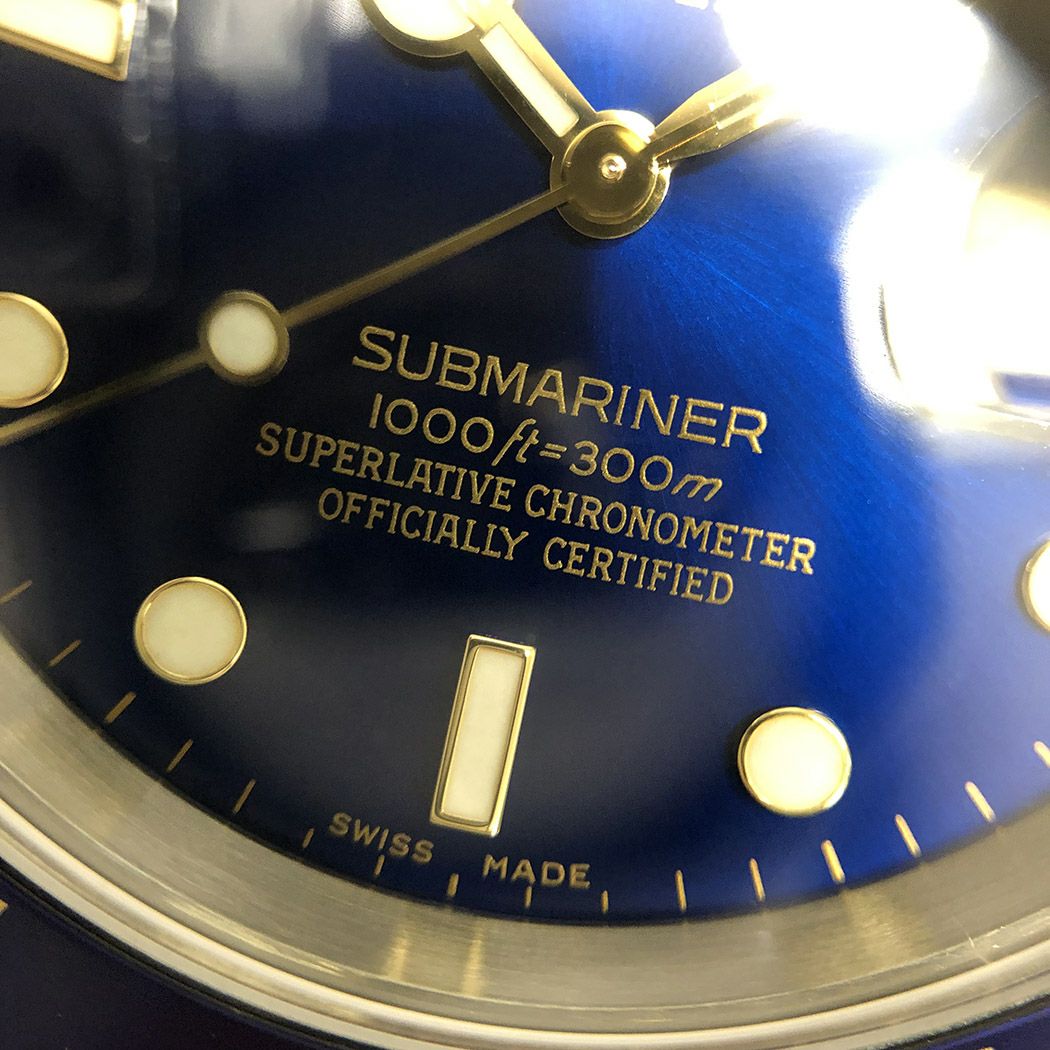 SUBMARINER
1000ft=300m
SUPERLATIVE CHRONOMETER
OFFICIALLY CERTIFIED
SWISS MADE